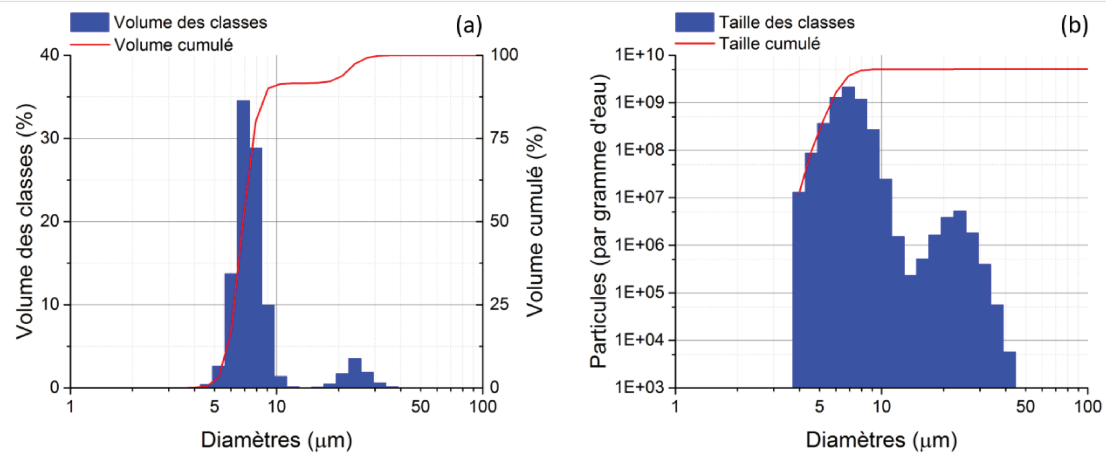 Volume des classes
Volume cumulé
(a)
40
30
20
10
0
Volume des classes (%)
100
75
50
25
0
Volume cumulé (%)
1
5
10
50
100
Diamètres (μm)
Taille des classes
Taille cumulé
(b)
1E+10
1E+09
1E+08
1E+07
1E+06
1E+05
1E+04
1E+03
Particules (par gramme d'eau)
1
5
10
50
100
Diamètres (μm)